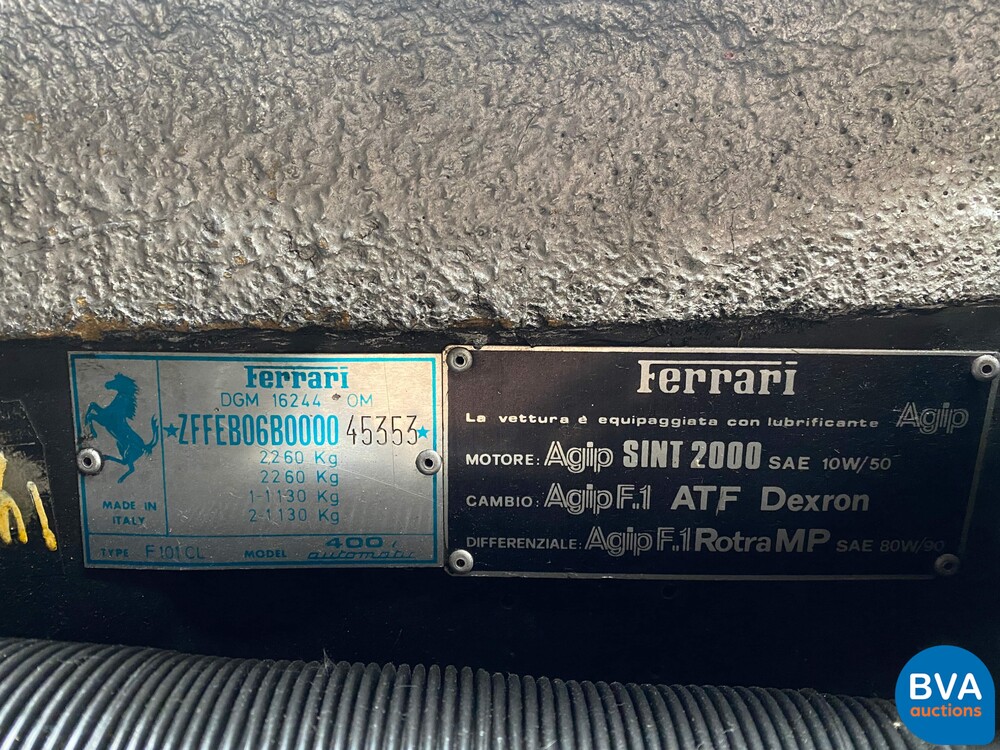 Ferrari
DGM 16244 OM
★ZFFEB06B0000 45353★
2260 Kg
2260 Kg
1-1130 Kg
2-1130 Kg
MADE IN
ITALY
TYPE F101CL MODEL 400i
automatic
Ferrari
La vettura è equipaggiata con lubrificante Agip
MOTORE: Agip SINT 2000 SAE 10W/50
CAMBIO: Agip F.1 ATF Dexron
DIFFERENZIALE: Agip F.1 Rotra MP SAE 80W/90
BVA
auctions